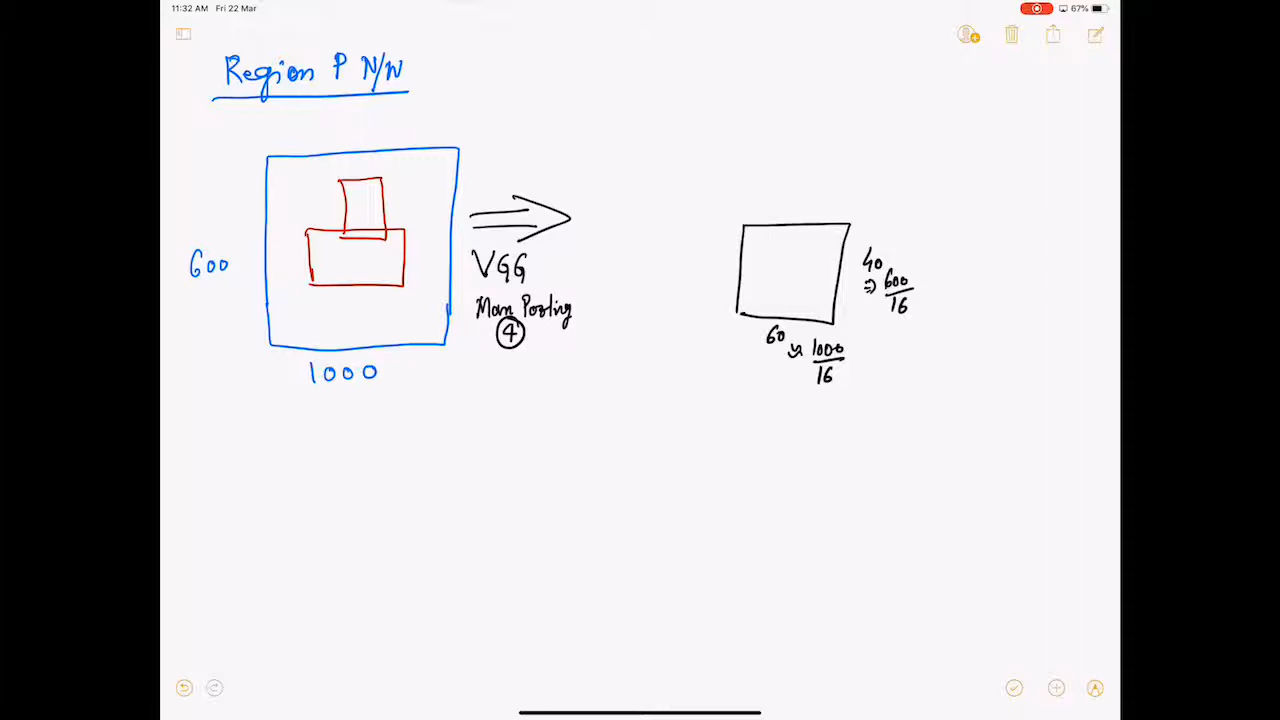 11:32 AM Fri 22 Mar
67%
Region P N/W
600
1000
VGG
Max Pooling
4
40
⇒ 600/16
60
1000/16